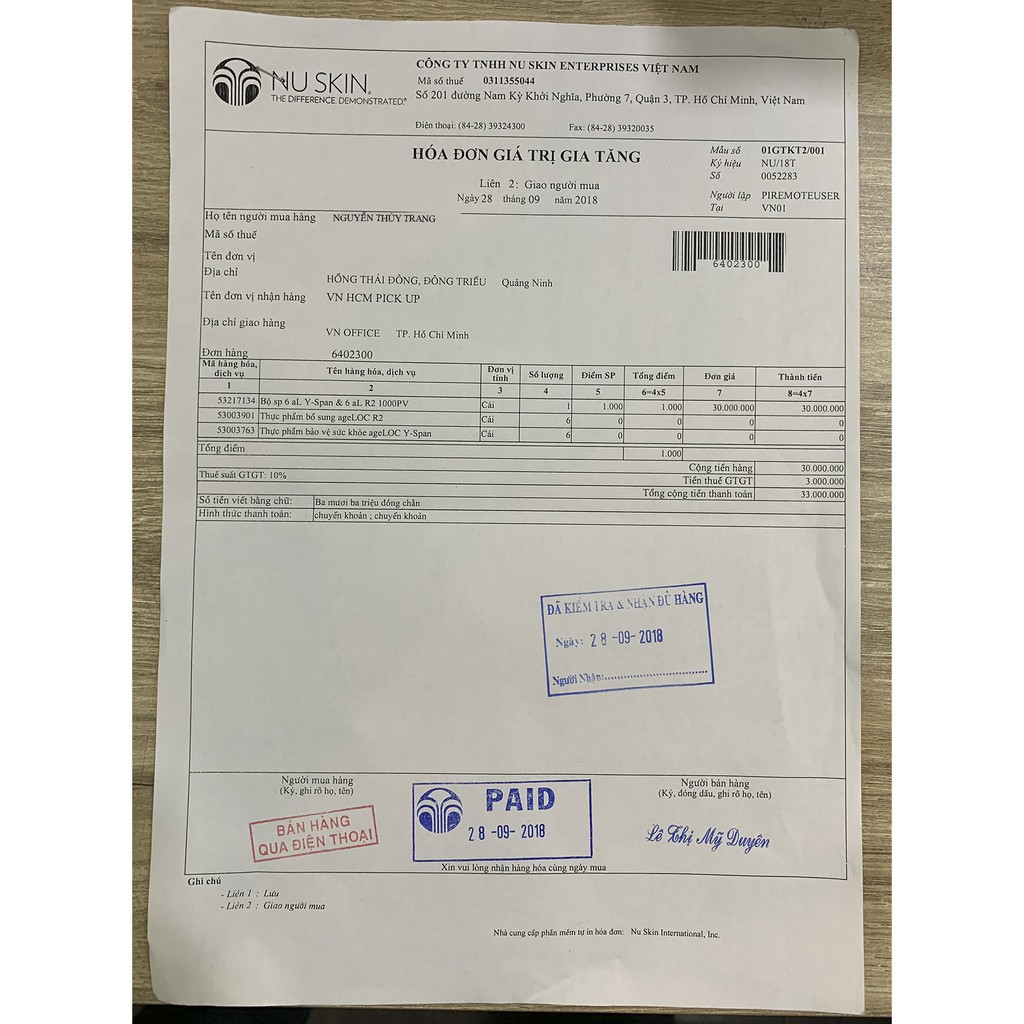 NU SKIN®
THE DIFFERENCE. DEMONSTRATED.®
CÔNG TY TNHH NU SKIN ENTERPRISES VIỆT NAM
Mã số thuế 0311355044
Số 201 đường Nam Kỳ Khởi Nghĩa, Phường 7, Quận 3, TP. Hồ Chí Minh, Việt Nam
Điện thoại: (84-28) 39324300 Fax: (84-28) 39320035
HÓA ĐƠN GIÁ TRỊ GIA TĂNG
Liên 2: Giao người mua
Ngày 28 tháng 09 năm 2018
Mẫu số 01GTKT2/001
Ký hiệu NU/18T
Số 0052283
Người lập PIREMOTEUSER
Tại VN01
Họ tên người mua hàng NGUYỄN THÙY TRANG
Mã số thuế
6402300
Tên đơn vị
Địa chỉ HỒNG THÁI ĐÔNG, ĐÔNG TRIỀU Quảng Ninh
Tên đơn vị nhận hàng VN HCM PICK UP
Địa chỉ giao hàng VN OFFICE TP. Hồ Chí Minh
Đơn hàng 6402300
Mã hàng hóa, dịch vụ Tên hàng hóa, dịch vụ Đơn vị tính Số lượng Điểm SP Tổng điểm Đơn giá Thành tiền
1 2 3 4 5 6=4x5 7 8=4x7
53217134 Bộ sp 6 aL Y-Span & 6 aL R2 1000PV Cái 1 1.000 1.000 30.000.000 30.000.000
53003901 Thực phẩm bổ sung ageLOC R2 Cái 6 0 0 0 0
53003763 Thực phẩm bảo vệ sức khỏe ageLOC Y-Span Cái 6 0 0 0 0
Tổng điểm 1.000
Cộng tiền hàng 30.000.000
Thuế suất GTGT: 10% Tiền thuế GTGT 3.000.000
Tổng cộng tiền thanh toán 33.000.000
Số tiền viết bằng chữ: Ba mươi ba triệu đồng chẵn
Hình thức thanh toán: chuyển khoản ; chuyển khoản
ĐÃ KIỂM TRA & NHẬN ĐỦ HÀNG
Ngày: 28-09-2018
Người Nhận:................................
Người mua hàng
(Ký, ghi rõ họ, tên)
BÁN HÀNG
QUA ĐIỆN THOẠI
PAID
28-09-2018
Người bán hàng
(Ký, đóng dấu, ghi rõ họ, tên)
Lê Thị Mỹ Duyên
Xin vui lòng nhận hàng hóa cùng ngày mua
Ghi chú
- Liên 1 : Lưu
- Liên 2 : Giao người mua
Nhà cung cấp phần mềm tự in hóa đơn: Nu Skin International, Inc.